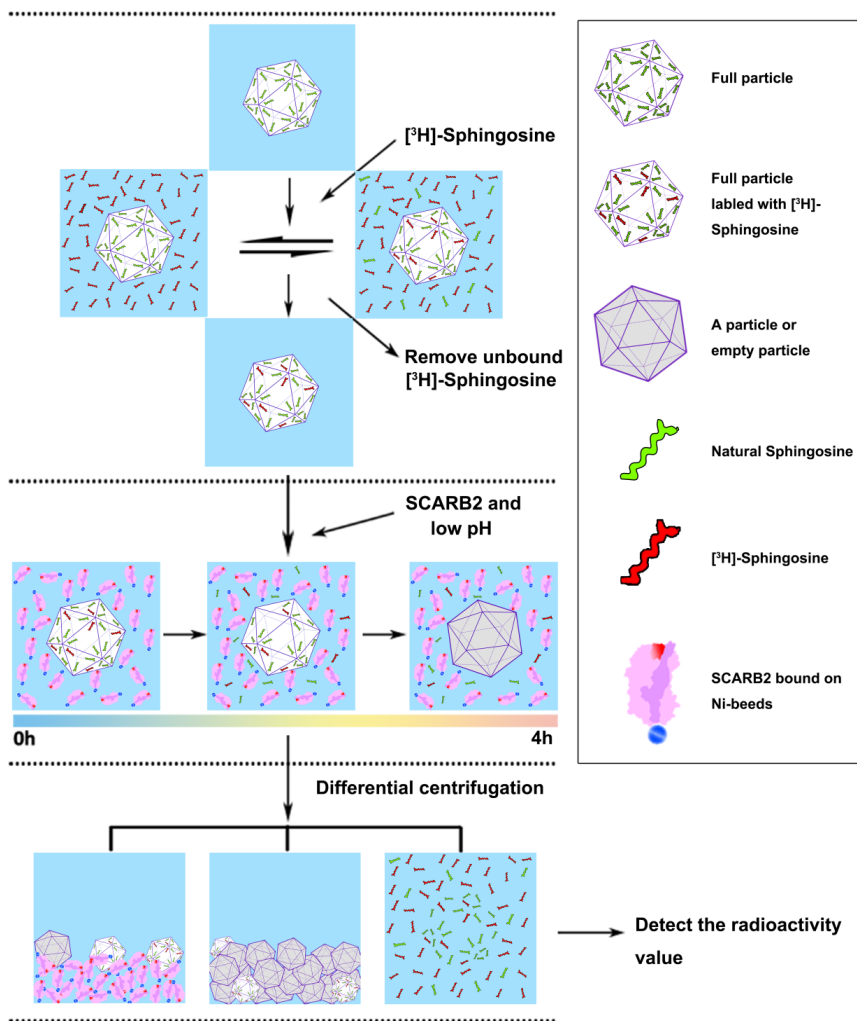 [³H]-Sphingosine
Remove unbound
[³H]-Sphingosine
SCARB2 and
low pH
0h
4h
Differential centrifugation
Detect the radioactivity
value
Full particle
Full particle
labled with [³H]-
Sphingosine
A particle or
empty particle
Natural Sphingosine
[³H]-Sphingosine
SCARB2 bound on
Ni-beeds